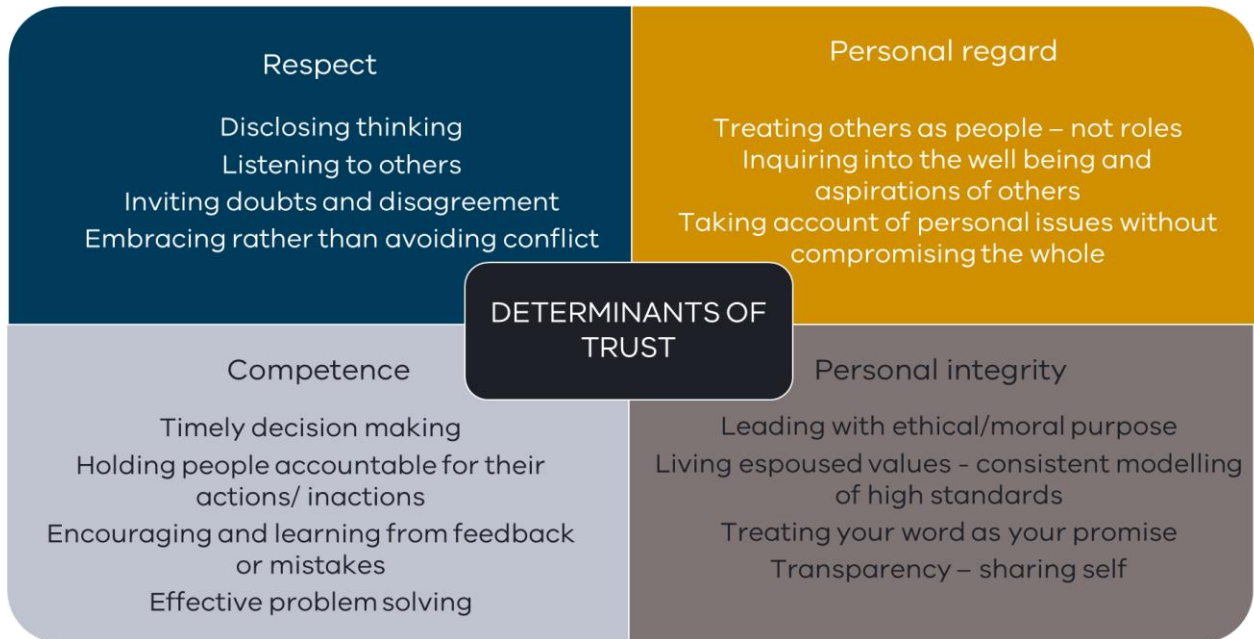 Respect
Disclosing thinking
Listening to others
Inviting doubts and disagreement
Embracing rather than avoiding conflict
Personal regard
Treating others as people – not roles
Inquiring into the well being and
aspirations of others
Taking account of personal issues without
compromising the whole
DETERMINANTS OF
TRUST
Competence
Timely decision making
Holding people accountable for their
actions/ inactions
Encouraging and learning from feedback
or mistakes
Effective problem solving
Personal integrity
Leading with ethical/moral purpose
Living espoused values - consistent modelling
of high standards
Treating your word as your promise
Transparency – sharing self